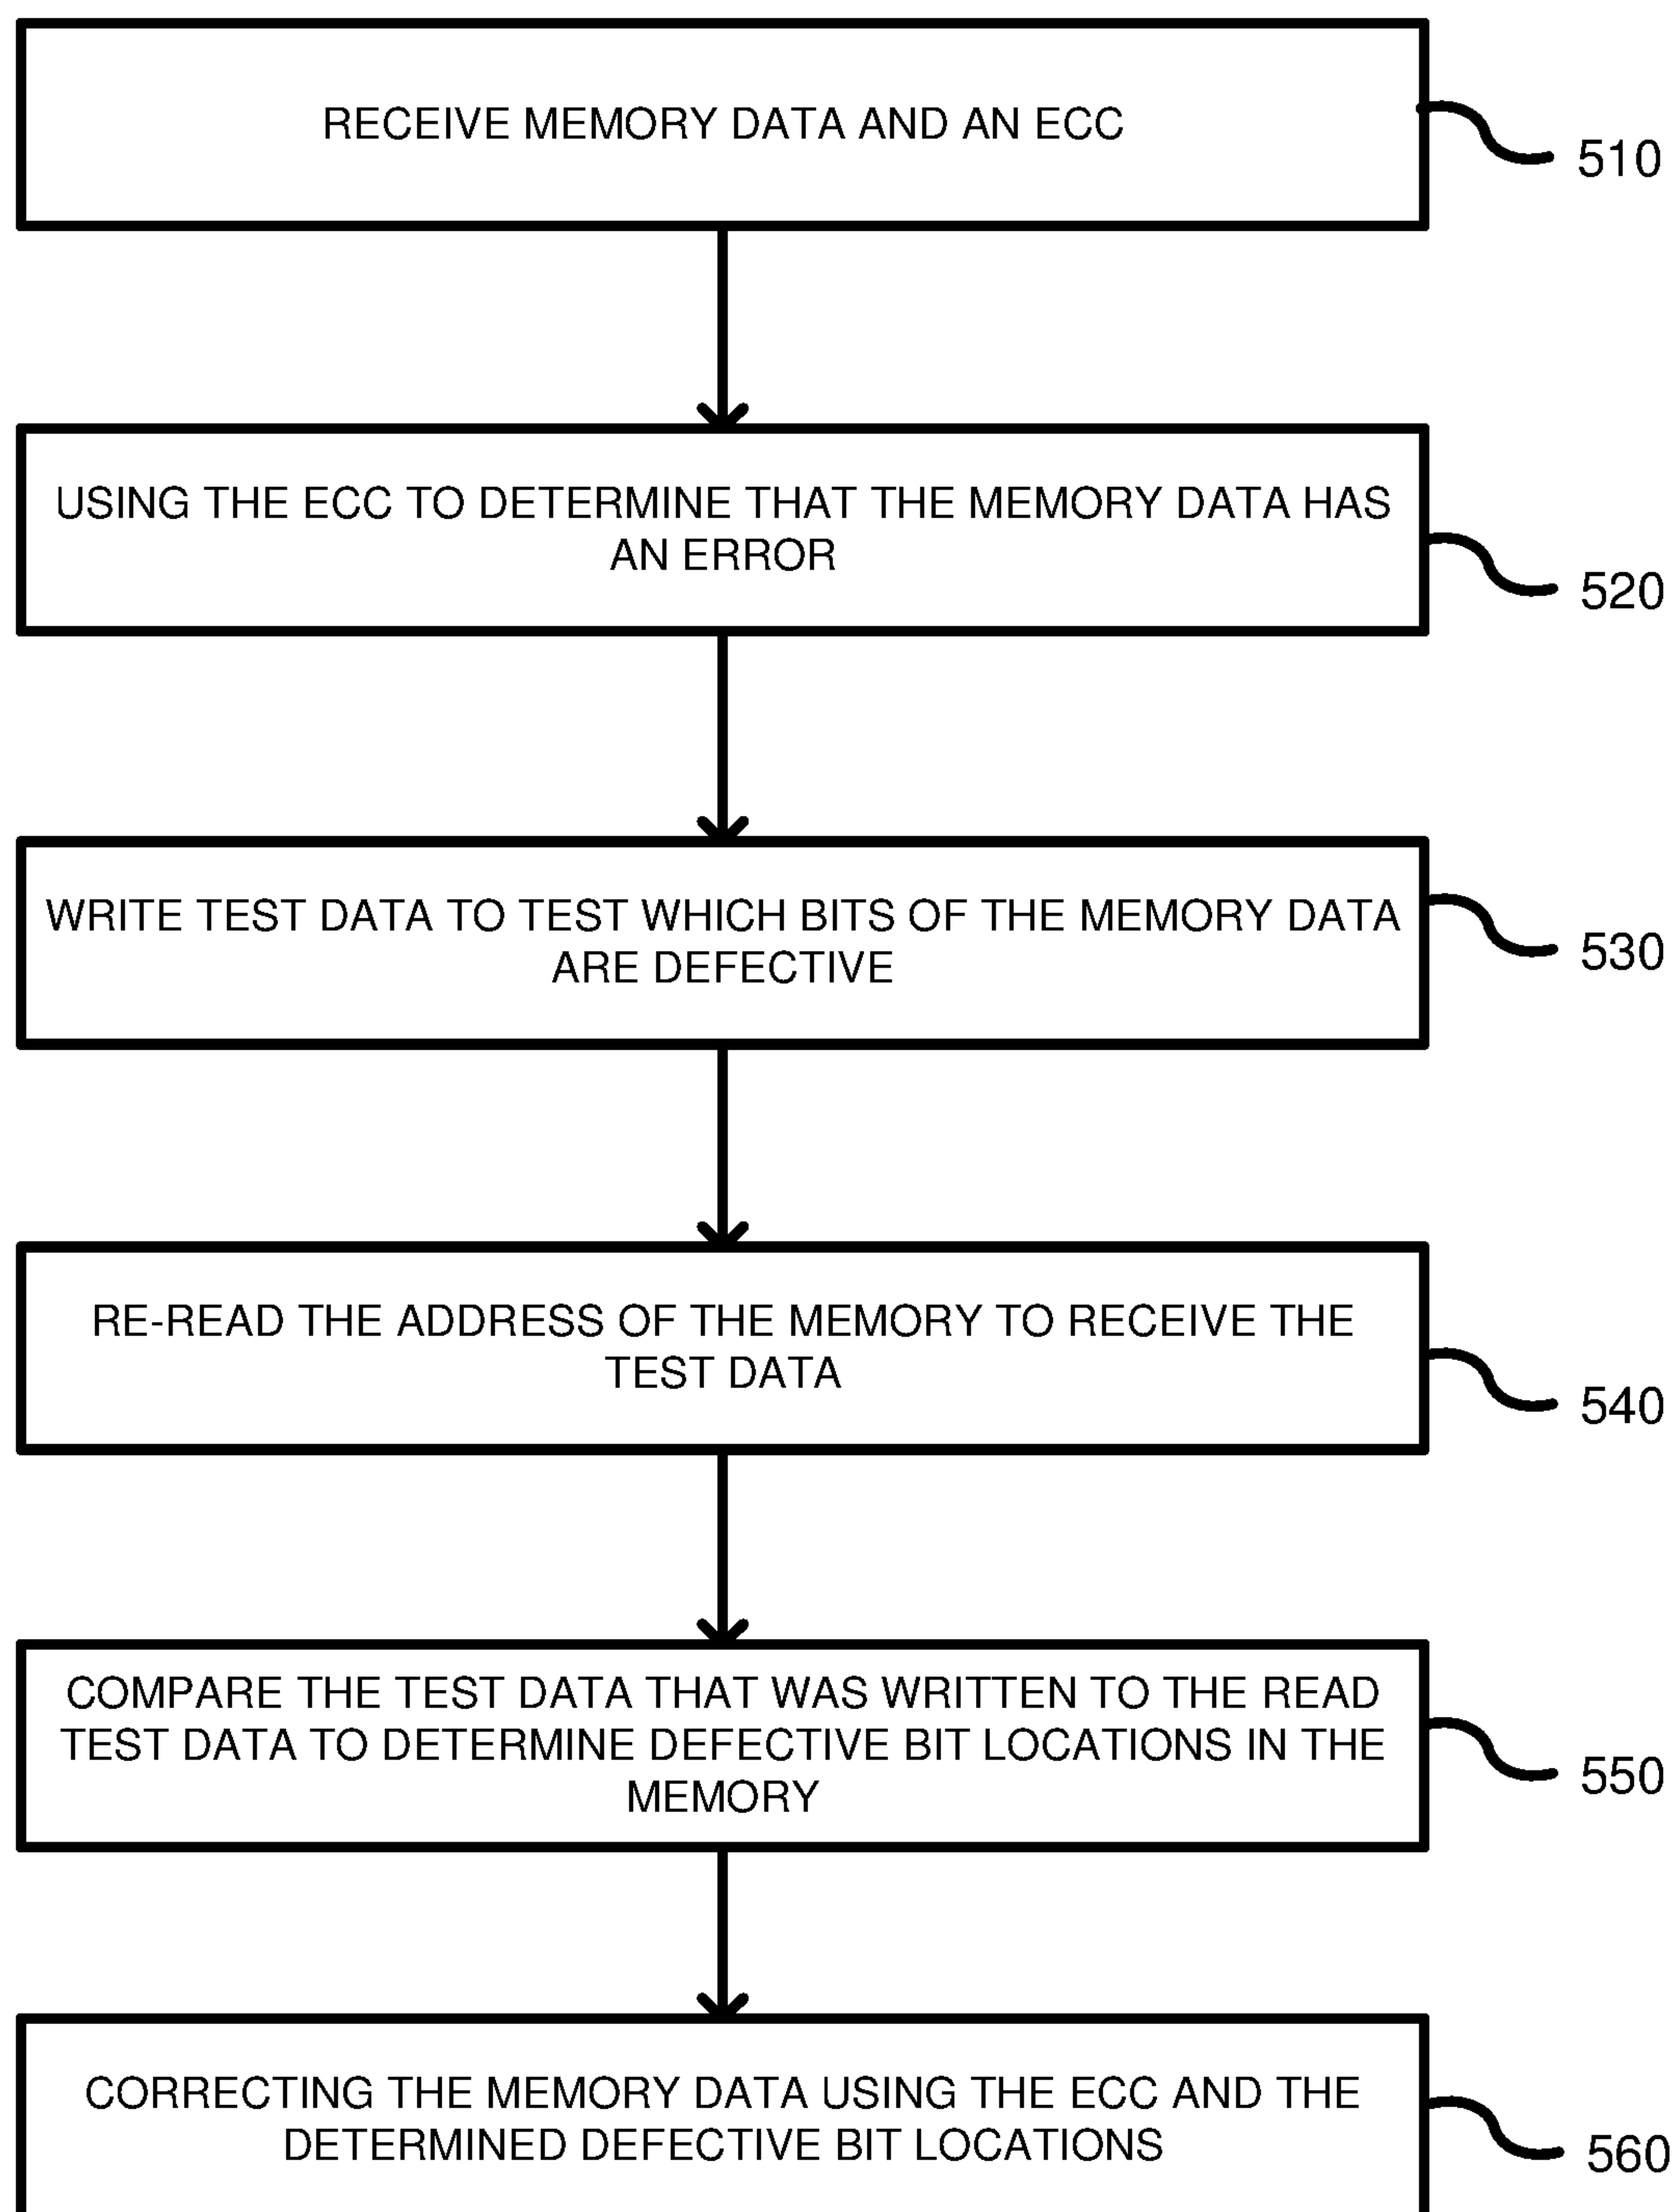 RECEIVE MEMORY DATA AND AN ECC
510
USING THE ECC TO DETERMINE THAT THE MEMORY DATA HAS
AN ERROR
520
WRITE TEST DATA TO TEST WHICH BITS OF THE MEMORY DATA
ARE DEFECTIVE
530
RE-READ THE ADDRESS OF THE MEMORY TO RECEIVE THE
TEST DATA
540
COMPARE THE TEST DATA THAT WAS WRITTEN TO THE READ
TEST DATA TO DETERMINE DEFECTIVE BIT LOCATIONS IN THE
MEMORY
550
CORRECTING THE MEMORY DATA USING THE ECC AND THE
DETERMINED DEFECTIVE BIT LOCATIONS
560